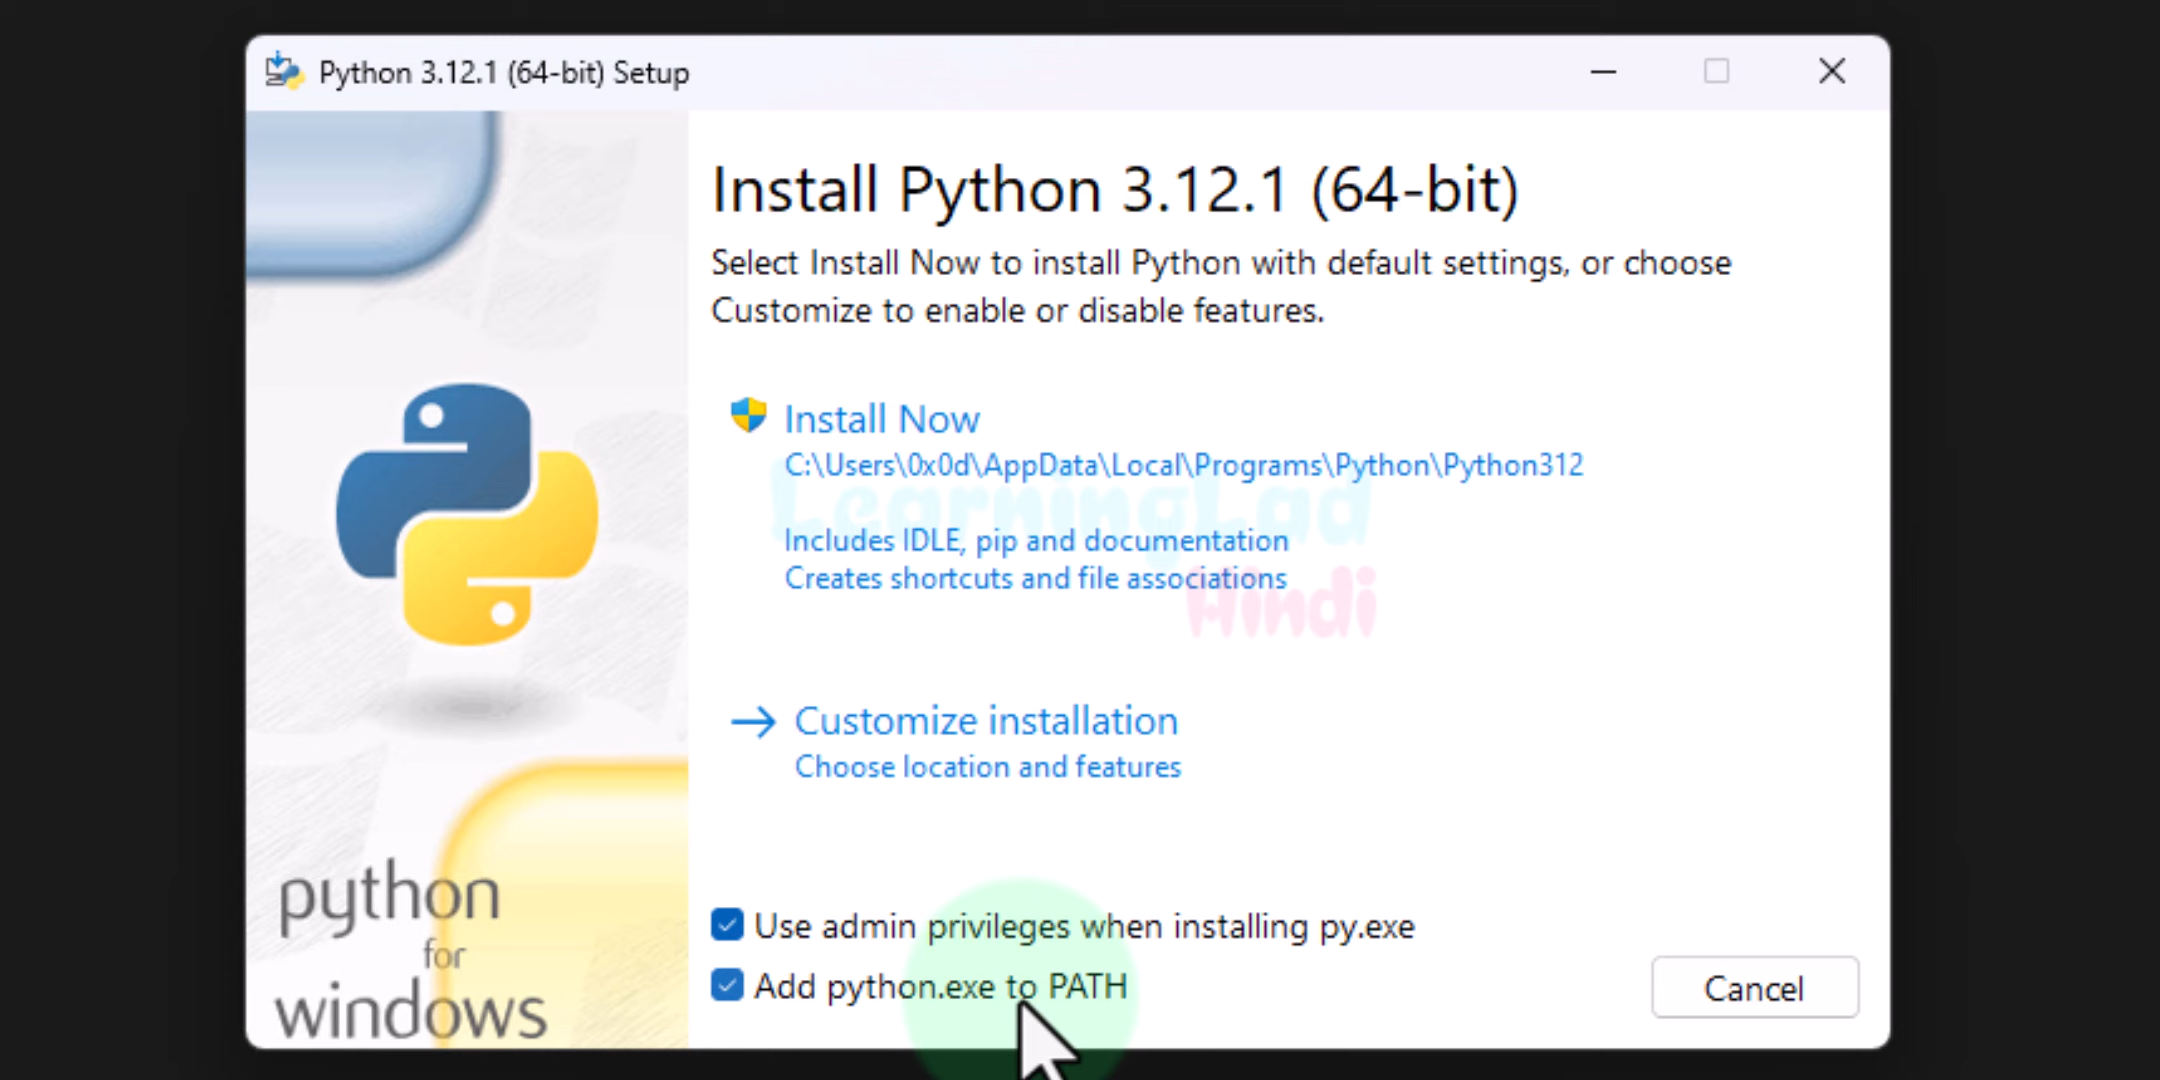 Python 3.12.1 (64-bit) Setup
Install Python 3.12.1 (64-bit)
Select Install Now to install Python with default settings, or choose
Customize to enable or disable features.
Install Now
C:\Users\0x0d\AppData\Local\Programs\Python\Python312
LearningLad
Includes IDLE, pip and documentation
Creates shortcuts and file associations
Hindi
Customize installation
Choose location and features
Use admin privileges when installing py.exe
Add python.exe to PATH
Cancel
python
for
windows